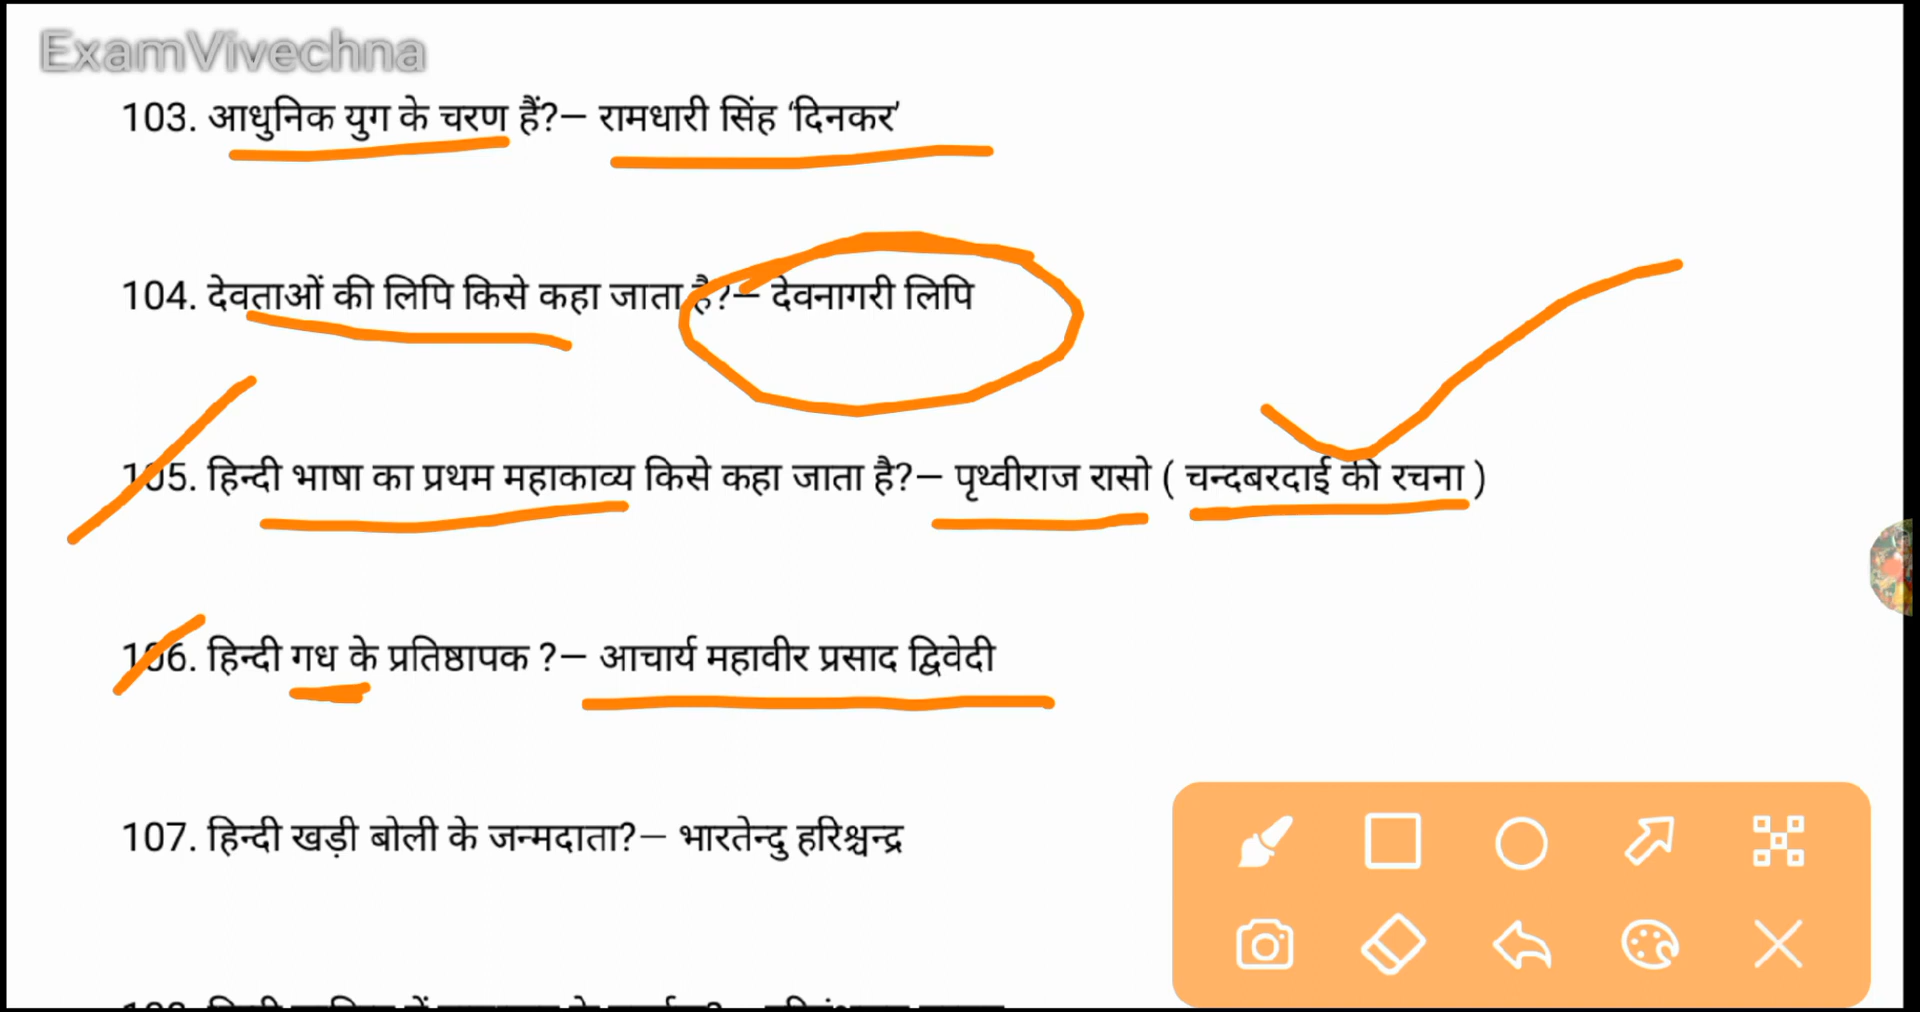 ExamVivechna
103. आधुनिक युग के चरण हैं?– रामधारी सिंह 'दिनकर'
104. देवताओं की लिपि किसे कहा जाता है?– देवनागरी लिपि
105. हिन्दी भाषा का प्रथम महाकाव्य किसे कहा जाता है?– पृथ्वीराज रासो ( चन्दबरदाई की रचना )
106. हिन्दी गध के प्रतिष्ठापक ?– आचार्य महावीर प्रसाद द्विवेदी
107. हिन्दी खड़ी बोली के जन्मदाता?– भारतेन्दु हरिश्चन्द्र